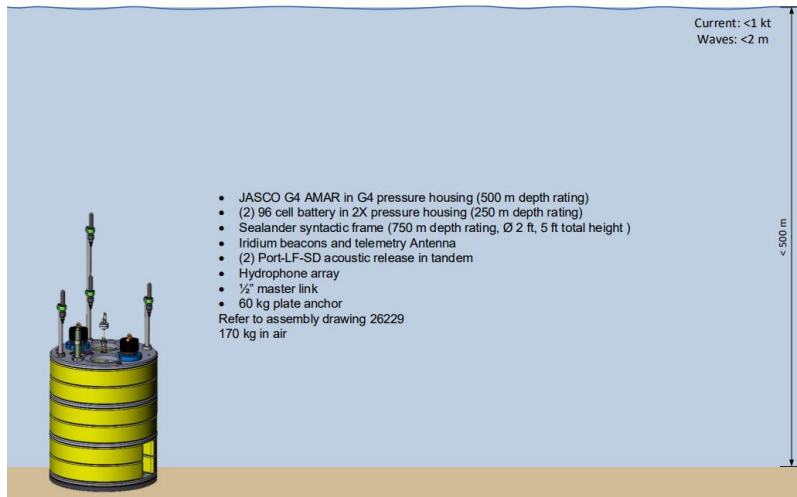 Current: <1 kt
Waves: <2 m
• JASCO G4 AMAR in G4 pressure housing (500 m depth rating)
• (2) 96 cell battery in 2X pressure housing (250 m depth rating)
• Sealander syntactic frame (750 m depth rating, Ø 2 ft, 5 ft total height )
• Iridium beacons and telemetry Antenna
• (2) Port-LF-SD acoustic release in tandem
• Hydrophone array
• ½” master link
• 60 kg plate anchor
Refer to assembly drawing 26229
170 kg in air
< 500 m